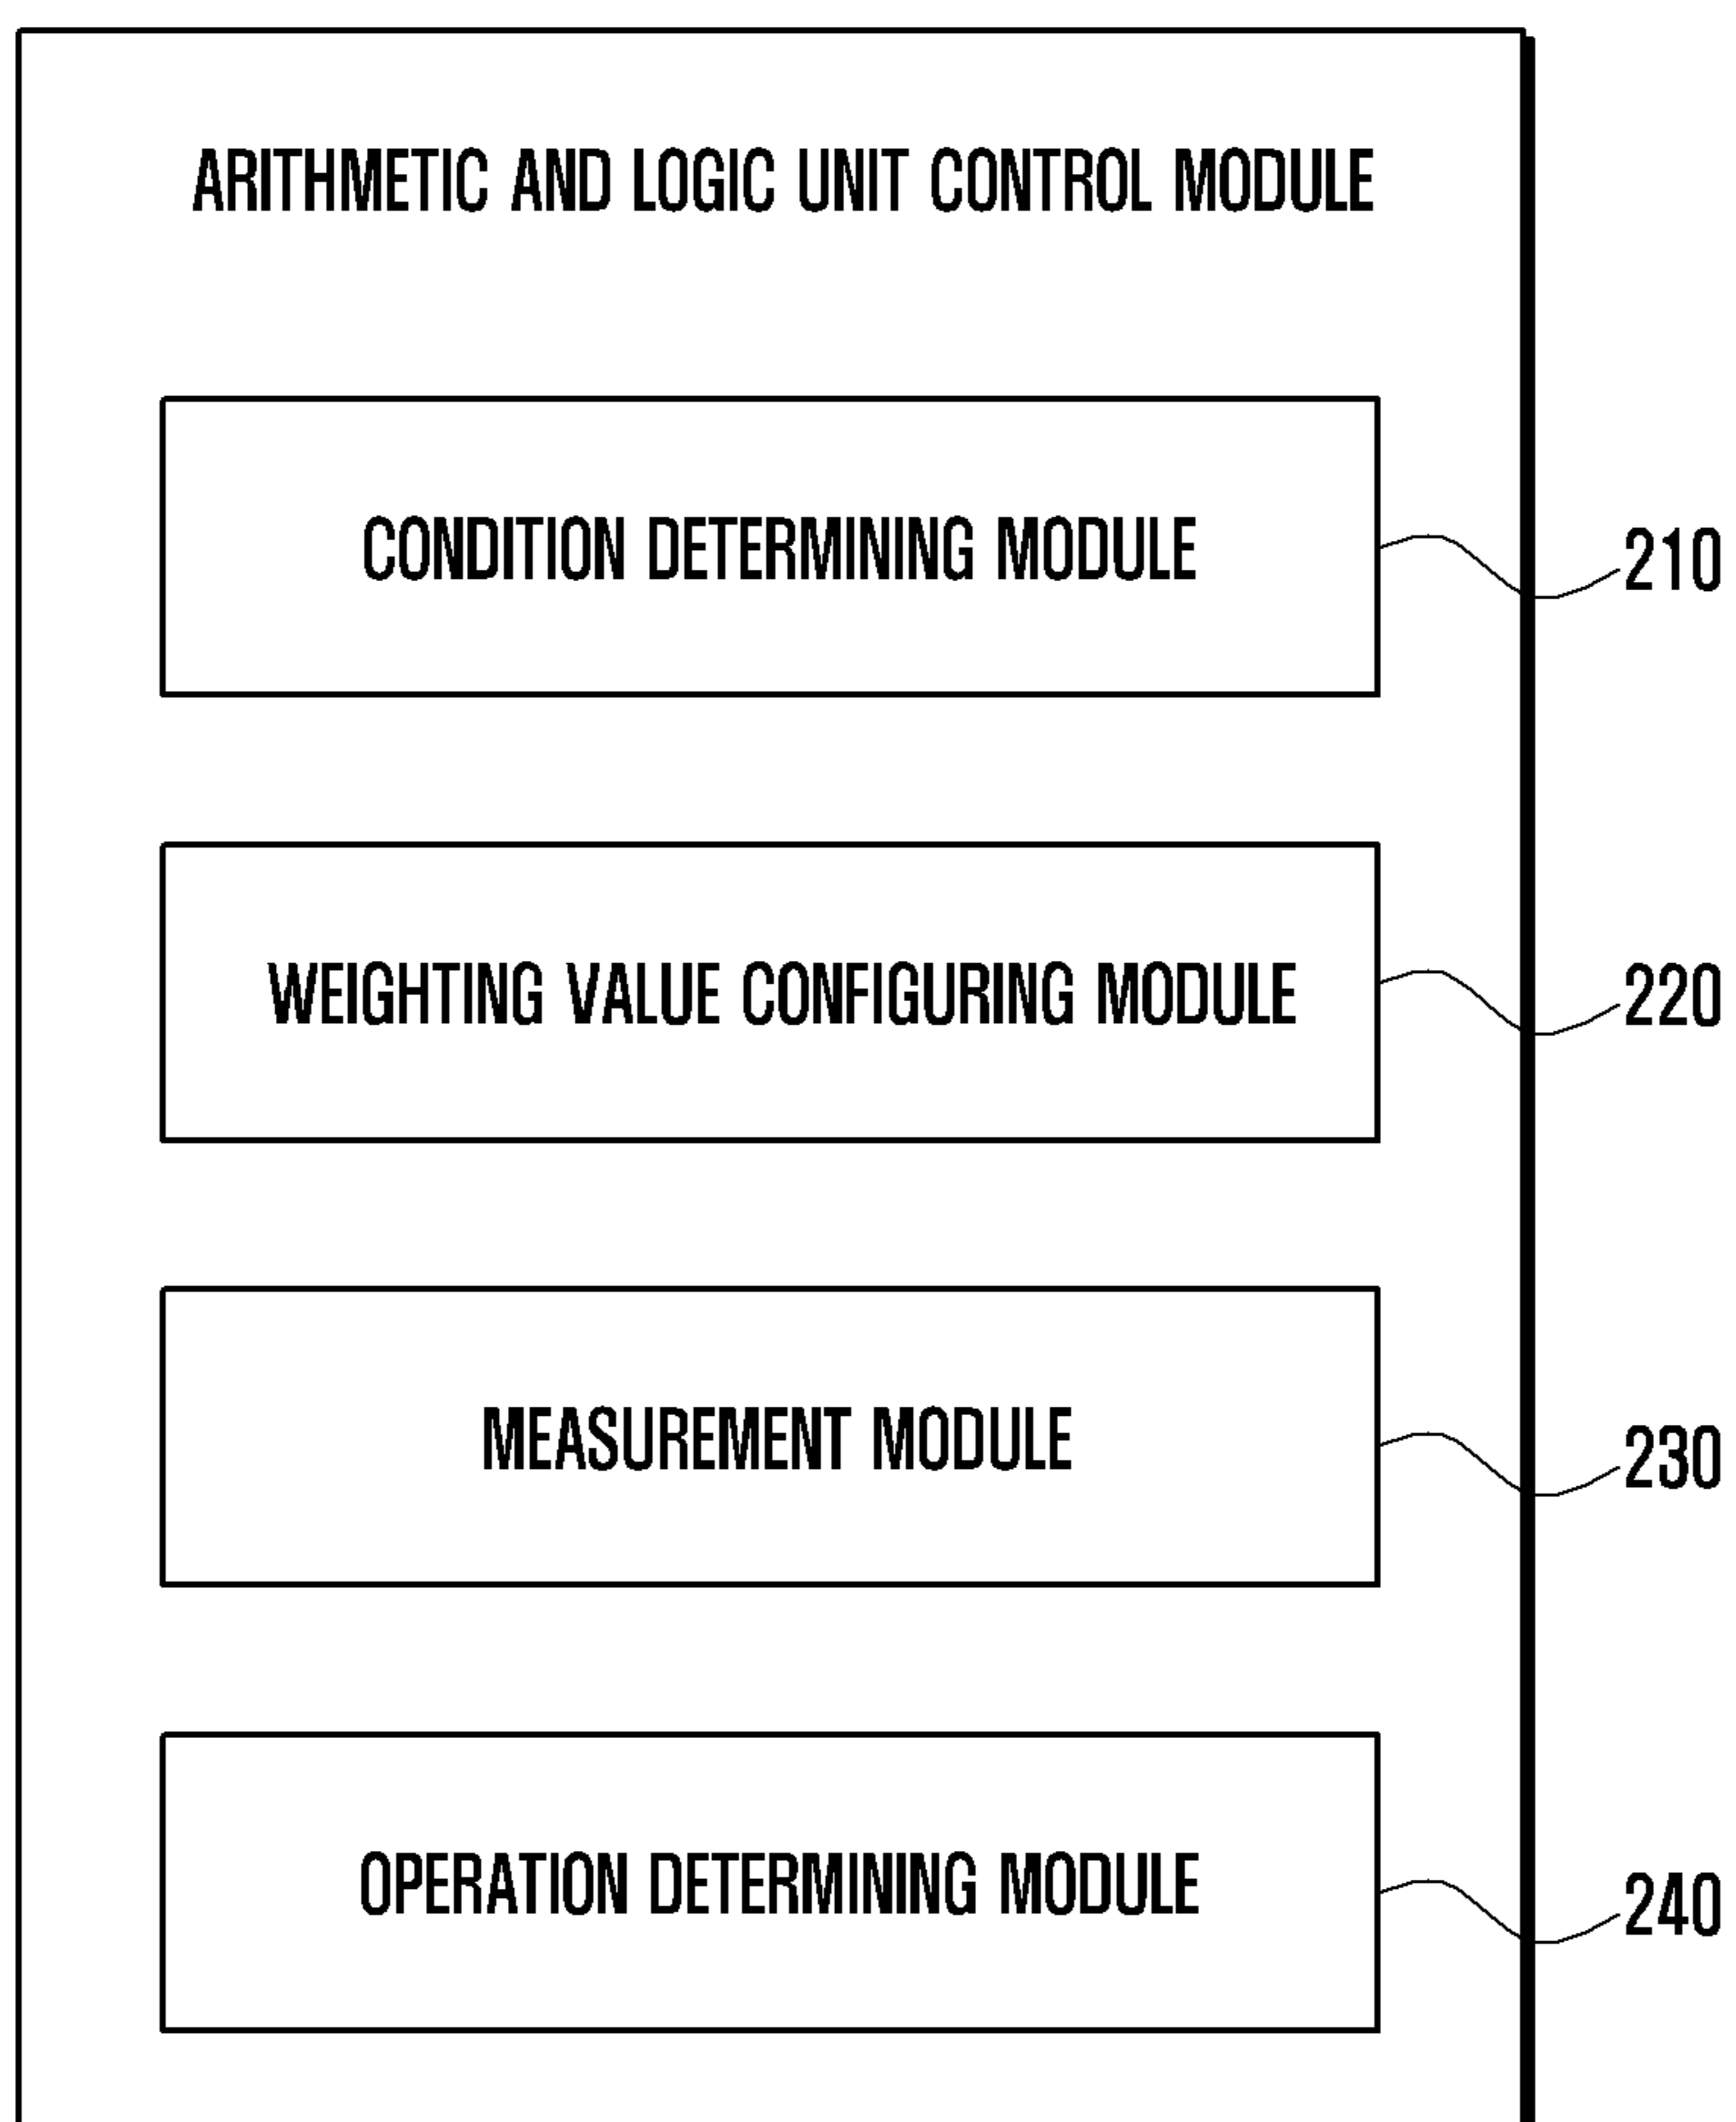 ARITHMETIC AND LOGIC UNIT CONTROL MODULE
CONDITION DETERMINING MODULE
210
WEIGHTING VALUE CONFIGURING MODULE
220
MEASUREMENT MODULE
230
OPERATION DETERMINING MODULE
240